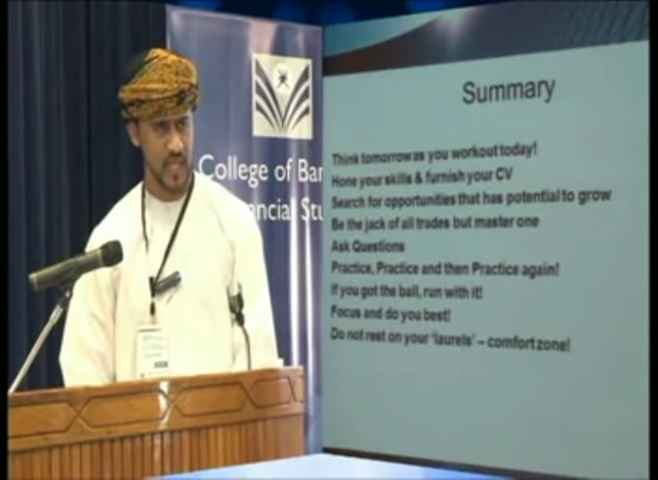 College of Ban
ancial Stu
Summary
Think tomorrow as you workout today!
Hone your skills & furnish your CV
Search for opportunities that has potential to grow
Be the jack of all trades but master one
Ask Questions
Practice, Practice and then Practice again!
If you got the ball, run with it!
Focus and do you best!
Do not rest on your 'laurels' – comfort zone!